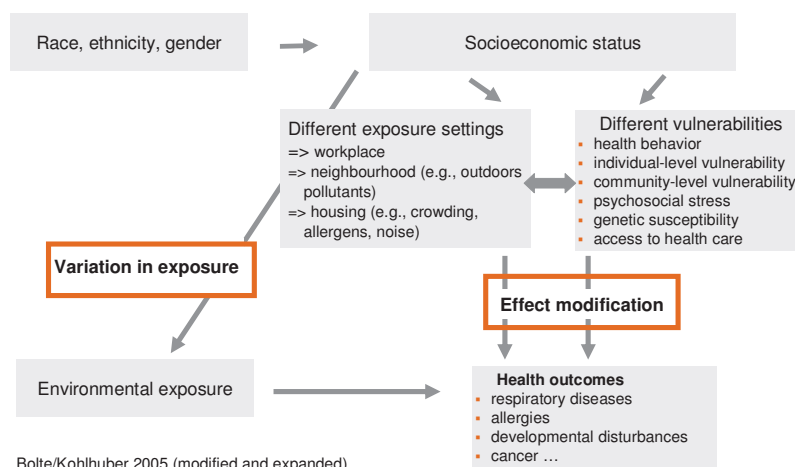 Race, ethnicity, gender
Socioeconomic status
Different exposure settings
=> workplace
=> neighbourhood (e.g., outdoors
pollutants)
=> housing (e.g., crowding,
allergens, noise)
Different vulnerabilities
▪ health behavior
▪ individual-level vulnerability
▪ community-level vulnerability
▪ psychosocial stress
▪ genetic susceptibility
▪ access to health care
Variation in exposure
Effect modification
Environmental exposure
Health outcomes
▪ respiratory diseases
▪ allergies
▪ developmental disturbances
▪ cancer …
Bolte/Kohlhuber 2005 (modified and expanded)